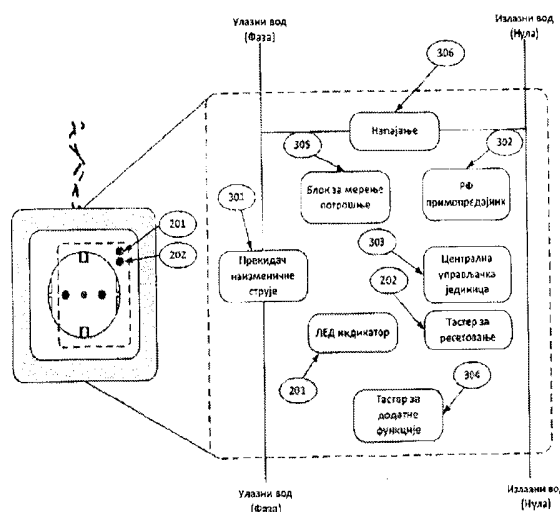 Улазни вод
(Фаза)
Излазни вод
(Нула)
306
Напајање
305
302
Блок за мерење
потрошње
РФ
примопредајник
301
201
202
303
Прекидач
наизменичне
струје
Централна
управљачка
јединица
202
ЛЕД индикатор
Тастер за
ресетовање
201
304
Тастер за
додатне
функције
Улазни вод
(Фаза)
Излазни вод
(Нула)